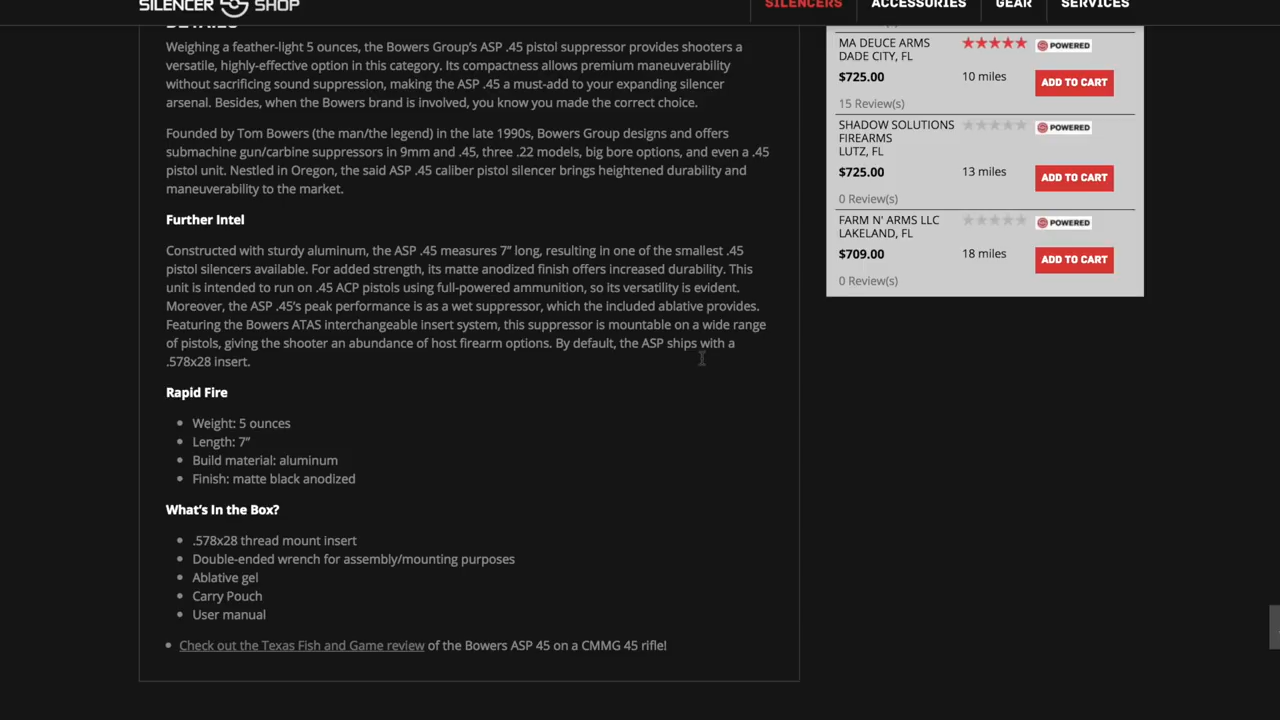 SILENCER SHOP
SILENCERS
ACCESSORIES
GEAR
SERVICES
DETAILS
Weighing a feather-light 5 ounces, the Bowers Group's ASP .45 pistol suppressor provides shooters a
versatile, highly-effective option in this category. Its compactness allows premium maneuverability
without sacrificing sound suppression, making the ASP .45 a must-add to your expanding silencer
arsenal. Besides, when the Bowers brand is involved, you know you made the correct choice.
Founded by Tom Bowers (the man/the legend) in the late 1990s, Bowers Group designs and offers
submachine gun/carbine suppressors in 9mm and .45, three .22 models, big bore options, and even a .45
pistol unit. Nestled in Oregon, the said ASP .45 caliber pistol silencer brings heightened durability and
maneuverability to the market.
Further Intel
Constructed with sturdy aluminum, the ASP .45 measures 7” long, resulting in one of the smallest .45
pistol silencers available. For added strength, its matte anodized finish offers increased durability. This
unit is intended to run on .45 ACP pistols using full-powered ammunition, so its versatility is evident.
Moreover, the ASP .45’s peak performance is as a wet suppressor, which the included ablative provides.
Featuring the Bowers ATAS interchangeable insert system, this suppressor is mountable on a wide range
of pistols, giving the shooter an abundance of host firearm options. By default, the ASP ships with a
.578x28 insert.
Rapid Fire
Weight: 5 ounces
Length: 7”
Build material: aluminum
Finish: matte black anodized
What’s In the Box?
.578x28 thread mount insert
Double-ended wrench for assembly/mounting purposes
Ablative gel
Carry Pouch
User manual
Check out the Texas Fish and Game review of the Bowers ASP 45 on a CMMG 45 rifle!
MA DEUCE ARMS
DADE CITY, FL
POWERED
$725.00
10 miles
ADD TO CART
15 Review(s)
SHADOW SOLUTIONS
FIREARMS
LUTZ, FL
POWERED
$725.00
13 miles
ADD TO CART
0 Review(s)
FARM N' ARMS LLC
LAKELAND, FL
POWERED
$709.00
18 miles
ADD TO CART
0 Review(s)